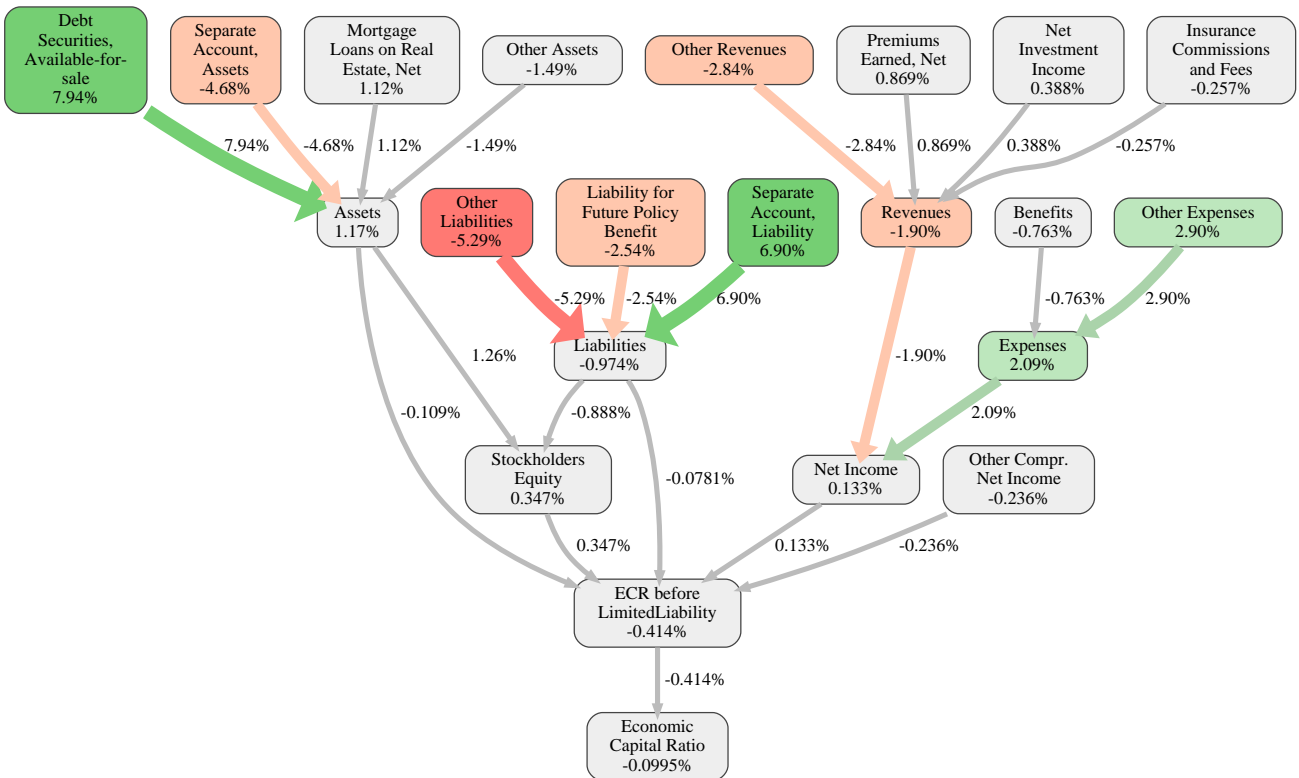 Debt
Securities,
Available-for-
sale
7.94%
Separate
Account,
Assets
-4.68%
Mortgage
Loans on Real
Estate, Net
1.12%
Other Assets
-1.49%
Other Revenues
-2.84%
Premiums
Earned, Net
0.869%
Net
Investment
Income
0.388%
Insurance
Commissions
and Fees
-0.257%
7.94%
-4.68%
1.12%
-1.49%
-2.84%
0.869%
0.388%
-0.257%
Assets
1.17%
Other
Liabilities
-5.29%
Liability for
Future Policy
Benefit
-2.54%
Separate
Account,
Liability
6.90%
Revenues
-1.90%
Benefits
-0.763%
Other Expenses
2.90%
-5.29%
-2.54%
6.90%
-0.763%
2.90%
Liabilities
-0.974%
Expenses
2.09%
1.26%
-1.90%
-0.109%
-0.888%
2.09%
Stockholders
Equity
0.347%
-0.0781%
Net Income
0.133%
Other Compr.
Net Income
-0.236%
0.347%
0.133%
-0.236%
ECR before
LimitedLiability
-0.414%
-0.414%
Economic
Capital Ratio
-0.0995%